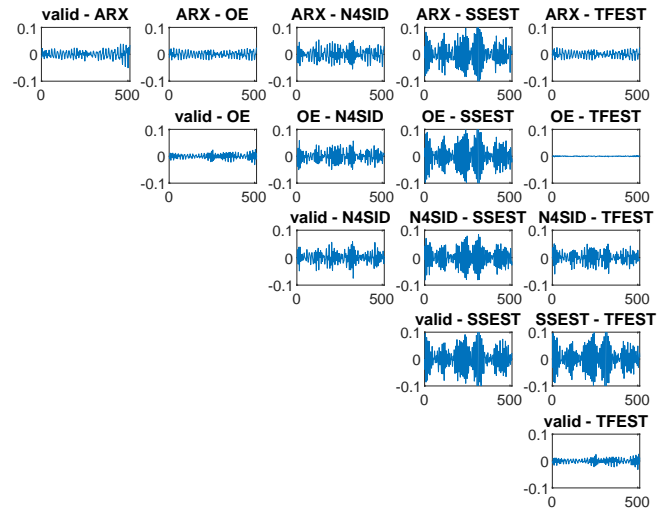 valid - ARX ARX - OE ARX - N4SID ARX - SSEST ARX - TFEST
0.1 0.1 0.1 0.1 0.1
0 0 0 0 0
-0.1 -0.1 -0.1 -0.1 -0.1
0 500 0 500 0 500 0 500 0 500
valid - OE OE - N4SID OE - SSEST OE - TFEST
0.1 0.1 0.1 0.1
0 0 0 0
-0.1 -0.1 -0.1 -0.1
0 500 0 500 0 500 0 500
valid - N4SID N4SID - SSEST N4SID - TFEST
0.1 0.1 0.1
0 0 0
-0.1 -0.1 -0.1
0 500 0 500 0 500
valid - SSEST SSEST - TFEST
0.1 0.1
0 0
-0.1 -0.1
0 500 0 500
valid - TFEST
0.1
0
-0.1
0 500